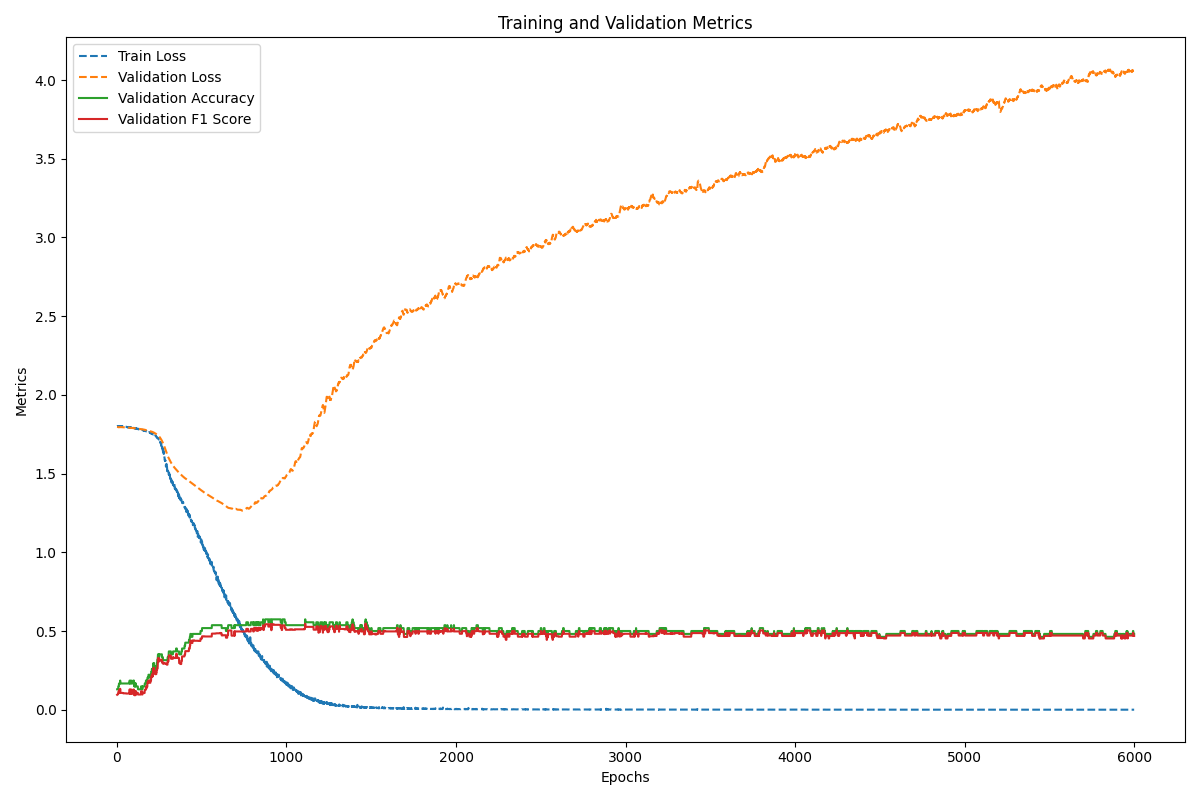 Training and Validation Metrics
Train Loss
Validation Loss
Validation Accuracy
Validation F1 Score
Metrics
4.0
3.5
3.0
2.5
2.0
1.5
1.0
0.5
0.0
0 1000 2000 3000 4000 5000 6000
Epochs